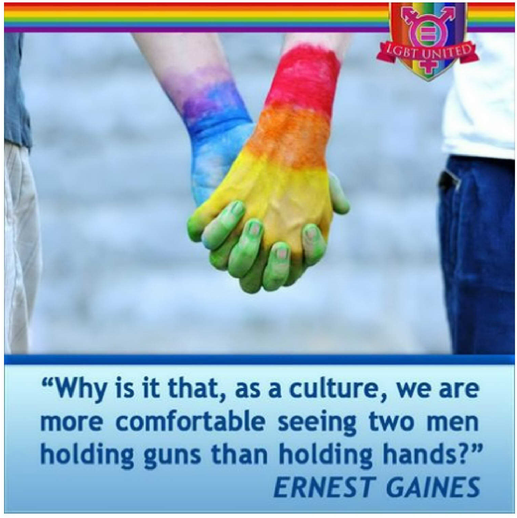 LGBT UNITED
“Why is it that, as a culture, we are
more comfortable seeing two men
holding guns than holding hands?”
ERNEST GAINES